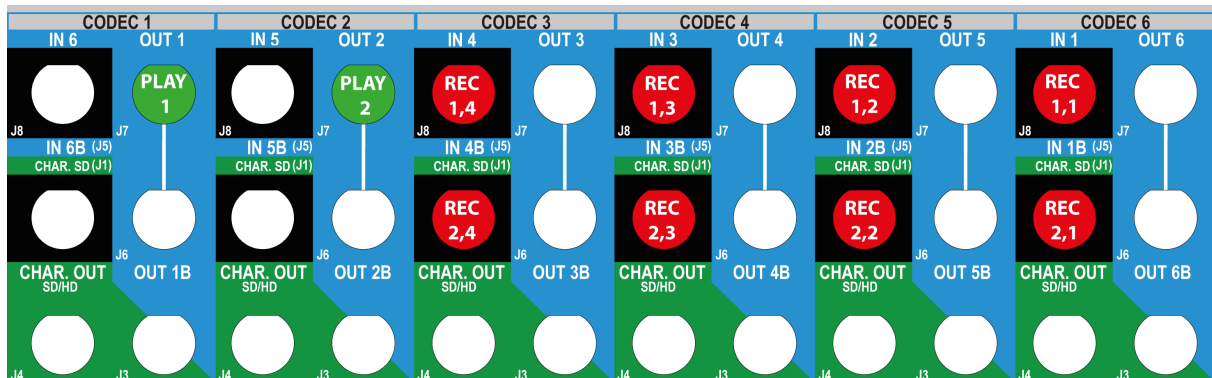 CODEC 1 CODEC 2 CODEC 3 CODEC 4 CODEC 5 CODEC 6
IN 6 OUT 1 IN 5 OUT 2 IN 4 OUT 3 IN 3 OUT 4 IN 2 OUT 5 IN 1 OUT 6
PLAY PLAY REC REC REC REC
1 2 1,4 1,3 1,2 1,1
J8 J7 J8 J7 J8 J7 J8 J7 J8 J7 J8 J7
IN 6B (J5) IN 5B (J5) IN 4B (J5) IN 3B (J5) IN 2B (J5) IN 1B (J5)
CHAR. SD (J1) CHAR. SD (J1) CHAR. SD (J1) CHAR. SD (J1) CHAR. SD (J1) CHAR. SD (J1)
REC REC REC REC
2,4 2,3 2,2 2,1
J6 J6 J6 J6 J6 J6
CHAR. OUT OUT 1B CHAR. OUT OUT 2B CHAR. OUT OUT 3B CHAR. OUT OUT 4B CHAR. OUT OUT 5B CHAR. OUT OUT 6B
SD/HD SD/HD SD/HD SD/HD SD/HD SD/HD
J4 J3 J4 J3 J4 J3 J4 J3 J4 J3 J4 J3